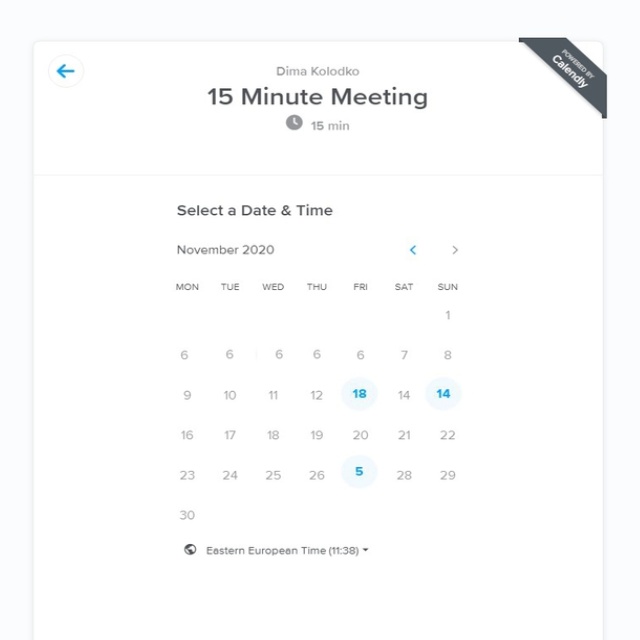 POWERED BY
Calendly
Dima Kolodko
15 Minute Meeting
15 min
Select a Date & Time
November 2020
MON TUE WED THU FRI SAT SUN
1
6 6 6 6 6 7 8
9 10 11 12 18 14 14
16 17 18 19 20 21 22
23 24 25 26 5 28 29
30
Eastern European Time (11:38)